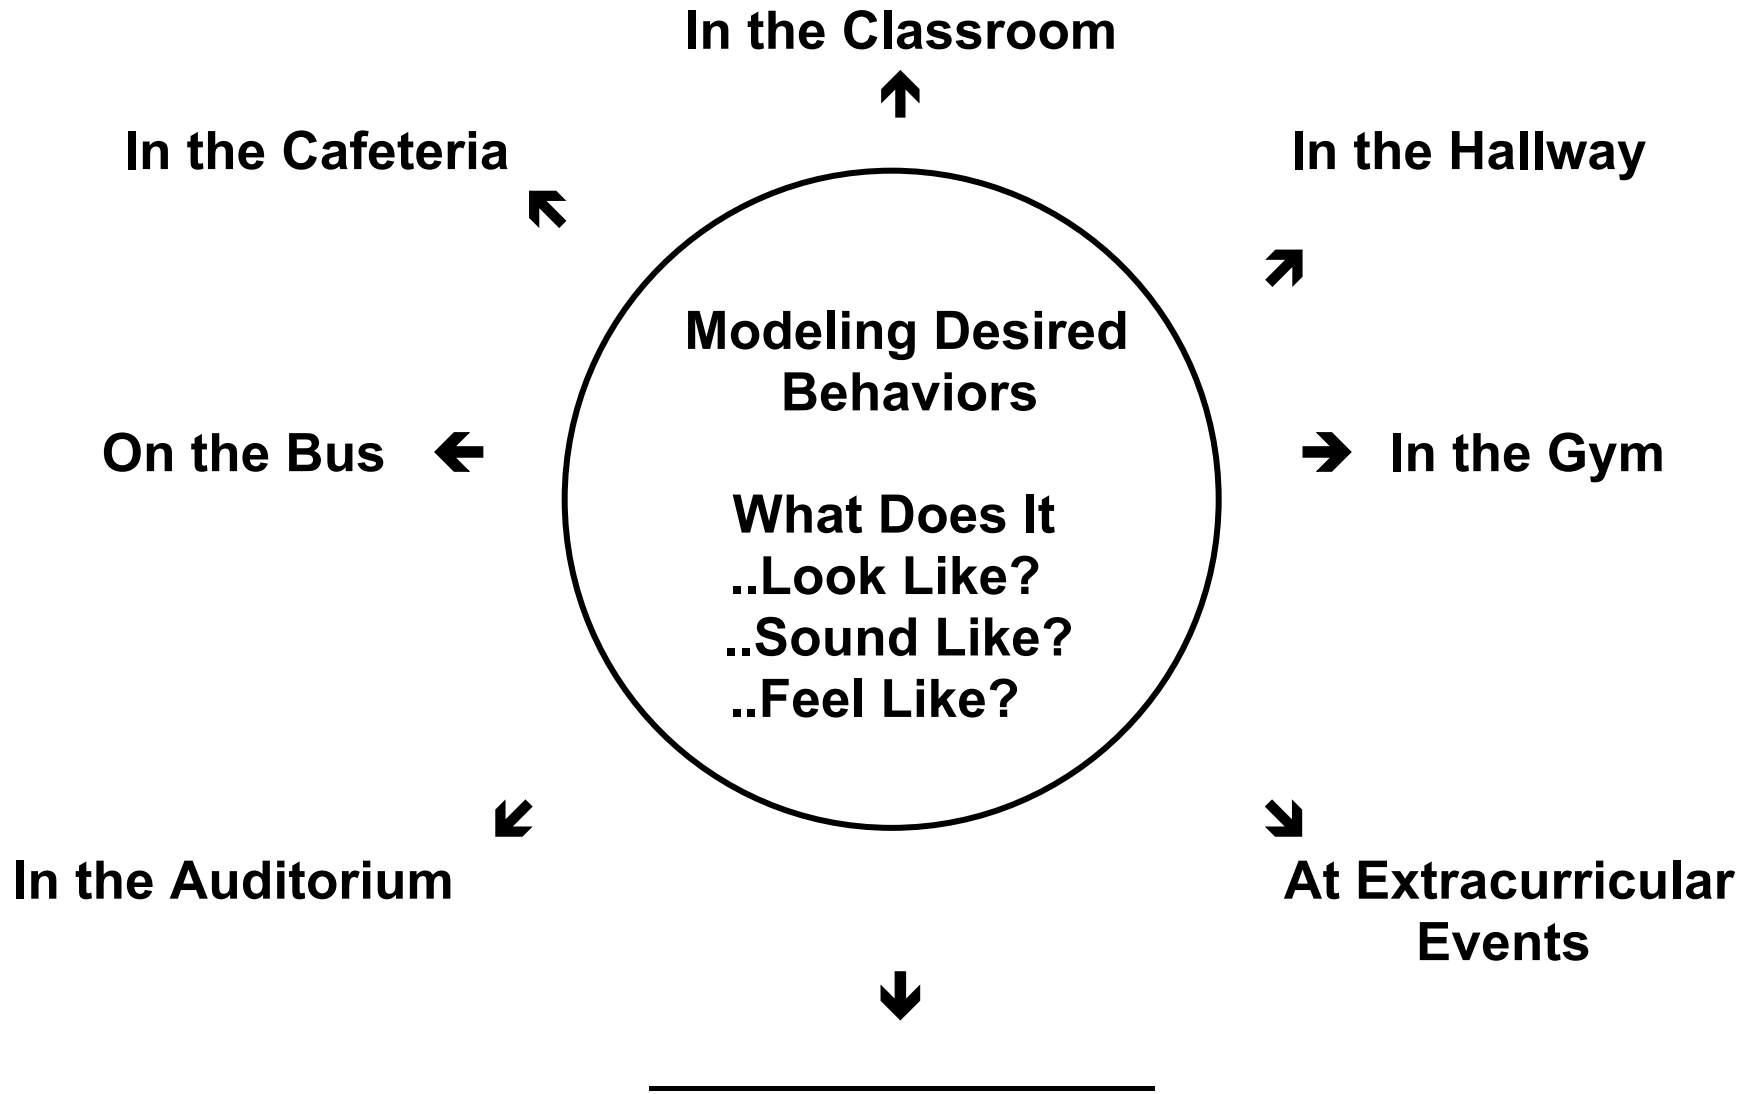 In the Classroom
In the Cafeteria
In the Hallway
Modeling Desired
Behaviors
On the Bus
In the Gym
What Does It
..Look Like?
..Sound Like?
..Feel Like?
In the Auditorium
At Extracurricular
Events